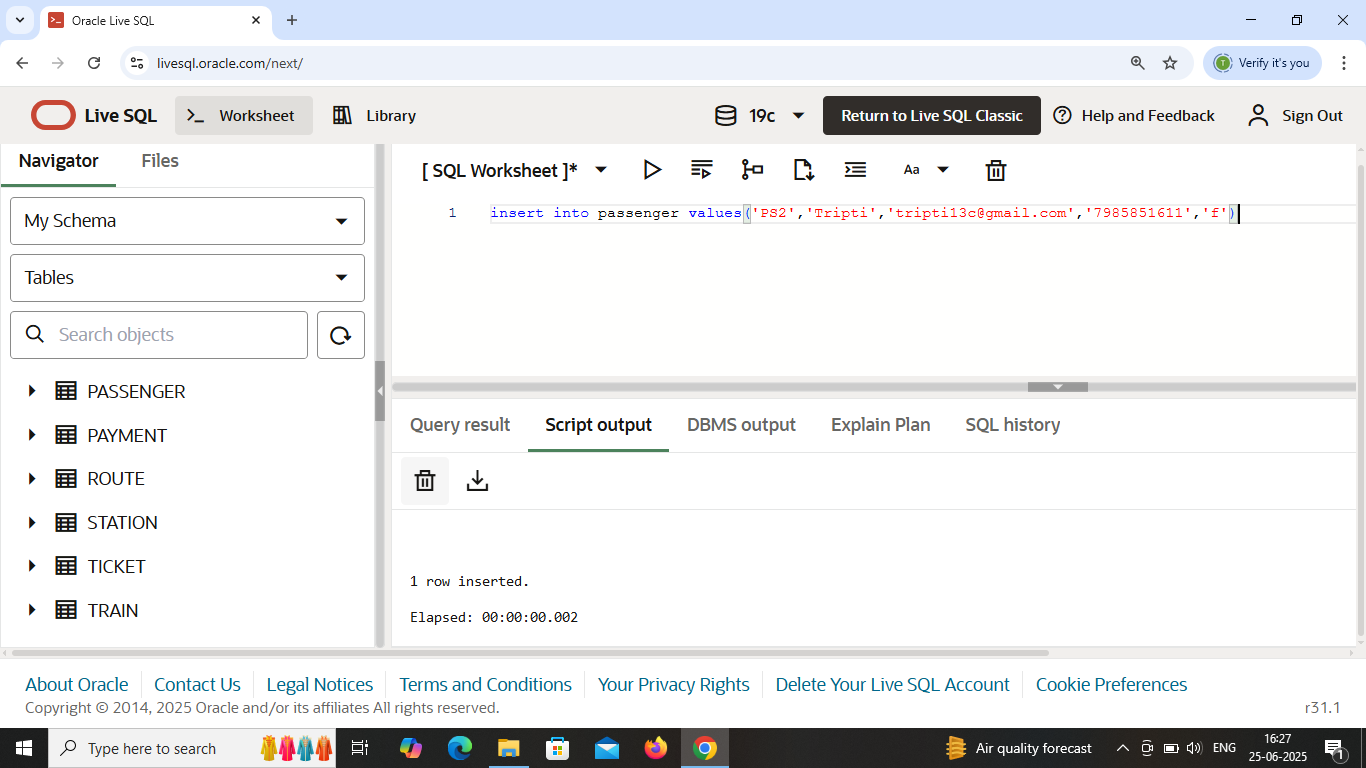 Oracle Live SQL
livesql.oracle.com/next/
T
Verify it's you
Live SQL
Worksheet
Library
19c
Return to Live SQL Classic
Help and Feedback
Sign Out
Navigator
Files
[ SQL Worksheet ]*
Aa
My Schema
Tables
Search objects
PASSENGER
PAYMENT
ROUTE
STATION
TICKET
TRAIN
1 insert into passenger values('PS2','Tripti','tripti13c@gmail.com','7985851611','f')
Query result
Script output
DBMS output
Explain Plan
SQL history
1 row inserted.
Elapsed: 00:00:00.002
About Oracle
Contact Us
Legal Notices
Terms and Conditions
Your Privacy Rights
Delete Your Live SQL Account
Cookie Preferences
Copyright © 2014, 2025 Oracle and/or its affiliates All rights reserved.
r31.1
Type here to search
Air quality forecast
ENG
16:27
25-06-2025
1